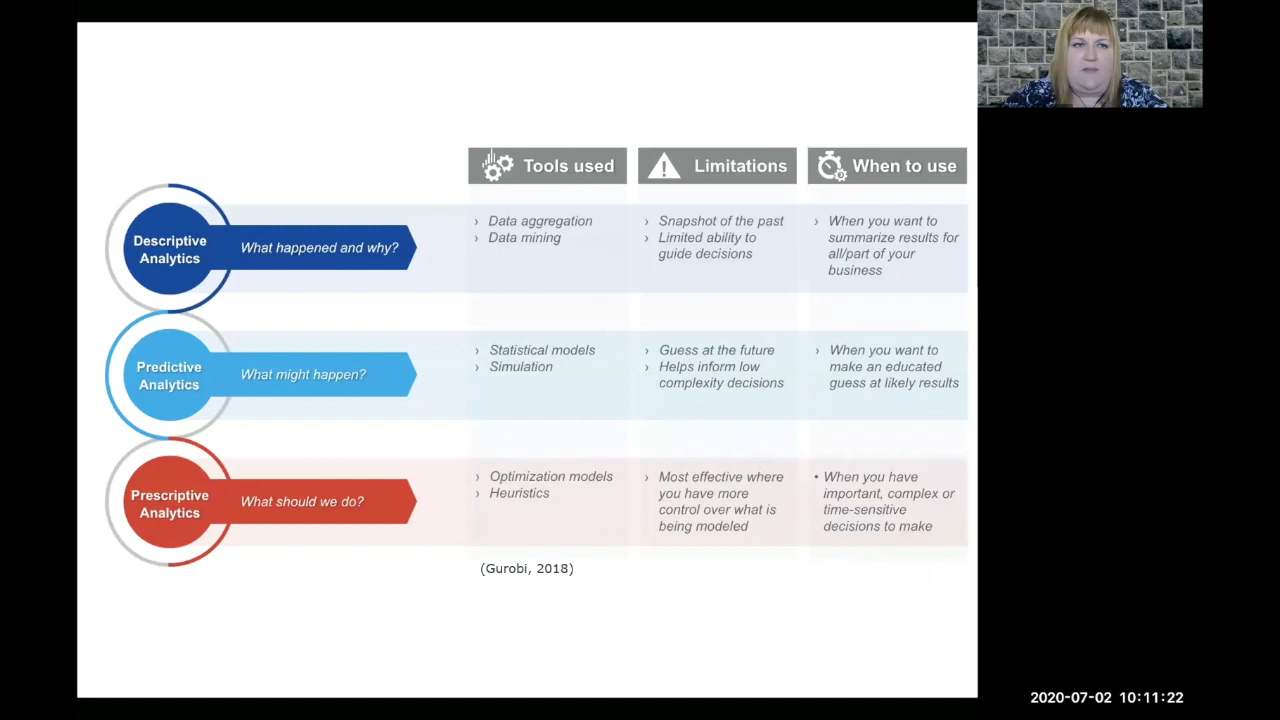 Tools used
Limitations
When to use
Descriptive
Analytics
What happened and why?
› Data aggregation
› Data mining
› Snapshot of the past
› Limited ability to
guide decisions
› When you want to
summarize results for
all/part of your
business
Predictive
Analytics
What might happen?
› Statistical models
› Simulation
› Guess at the future
› Helps inform low
complexity decisions
› When you want to
make an educated
guess at likely results
Prescriptive
Analytics
What should we do?
› Optimization models
› Heuristics
› Most effective where
you have more
control over what is
being modeled
• When you have
important, complex or
time-sensitive
decisions to make
(Gurobi, 2018)
2020-07-02 10:11:22